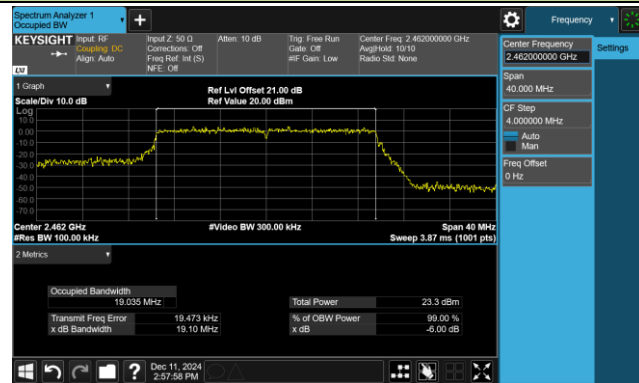 Spectrum Analyzer 1
Occupied BW
+
Frequency
KEYSIGHT
Input: RF
Coupling: DC
Align: Auto
Input Z: 50 Ω
Corrections: Off
Freq Ref: Int (S)
NFE: Off
Atten: 10 dB
Trig: Free Run
Gate: Off
#IF Gain: Low
Center Freq: 2.462000000 GHz
Avg|Hold: 10/10
Radio Std: None
LXI
Center Frequency
2.462000000 GHz
Settings
Span
40.000 MHz
CF Step
4.000000 MHz
Auto
Man
Freq Offset
0 Hz
1 Graph
Scale/Div 10.0 dB
Ref Lvl Offset 21.00 dB
Ref Value 20.00 dBm
Log
10.0
0.00
-10.0
-20.0
-30.0
-40.0
-50.0
-60.0
-70.0
Center 2.462 GHz
#Res BW 100.00 kHz
#Video BW 300.00 kHz
Span 40 MHz
Sweep 3.87 ms (1001 pts)
2 Metrics
Occupied Bandwidth
19.035 MHz
Total Power 23.3 dBm
Transmit Freq Error 19.473 kHz
% of OBW Power 99.00 %
x dB Bandwidth 19.10 MHz
x dB -6.00 dB
?
Dec 11, 2024
2:57:58 PM